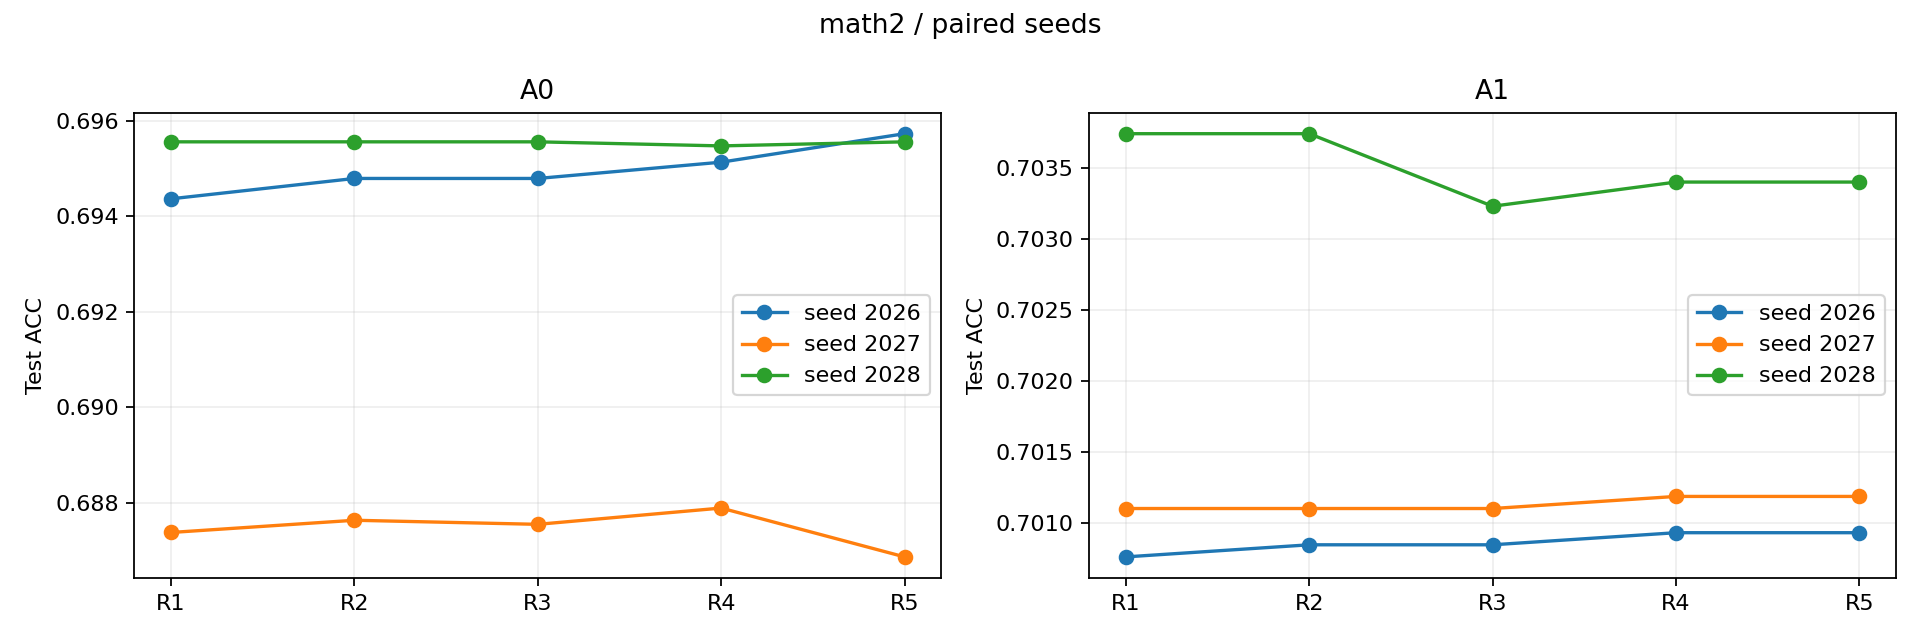 math2 / paired seeds
A0
Test ACC
0.696
0.694
0.692
0.690
0.688
R1 R2 R3 R4 R5
seed 2026
seed 2027
seed 2028
A1
Test ACC
0.7035
0.7030
0.7025
0.7020
0.7015
0.7010
R1 R2 R3 R4 R5
seed 2026
seed 2027
seed 2028